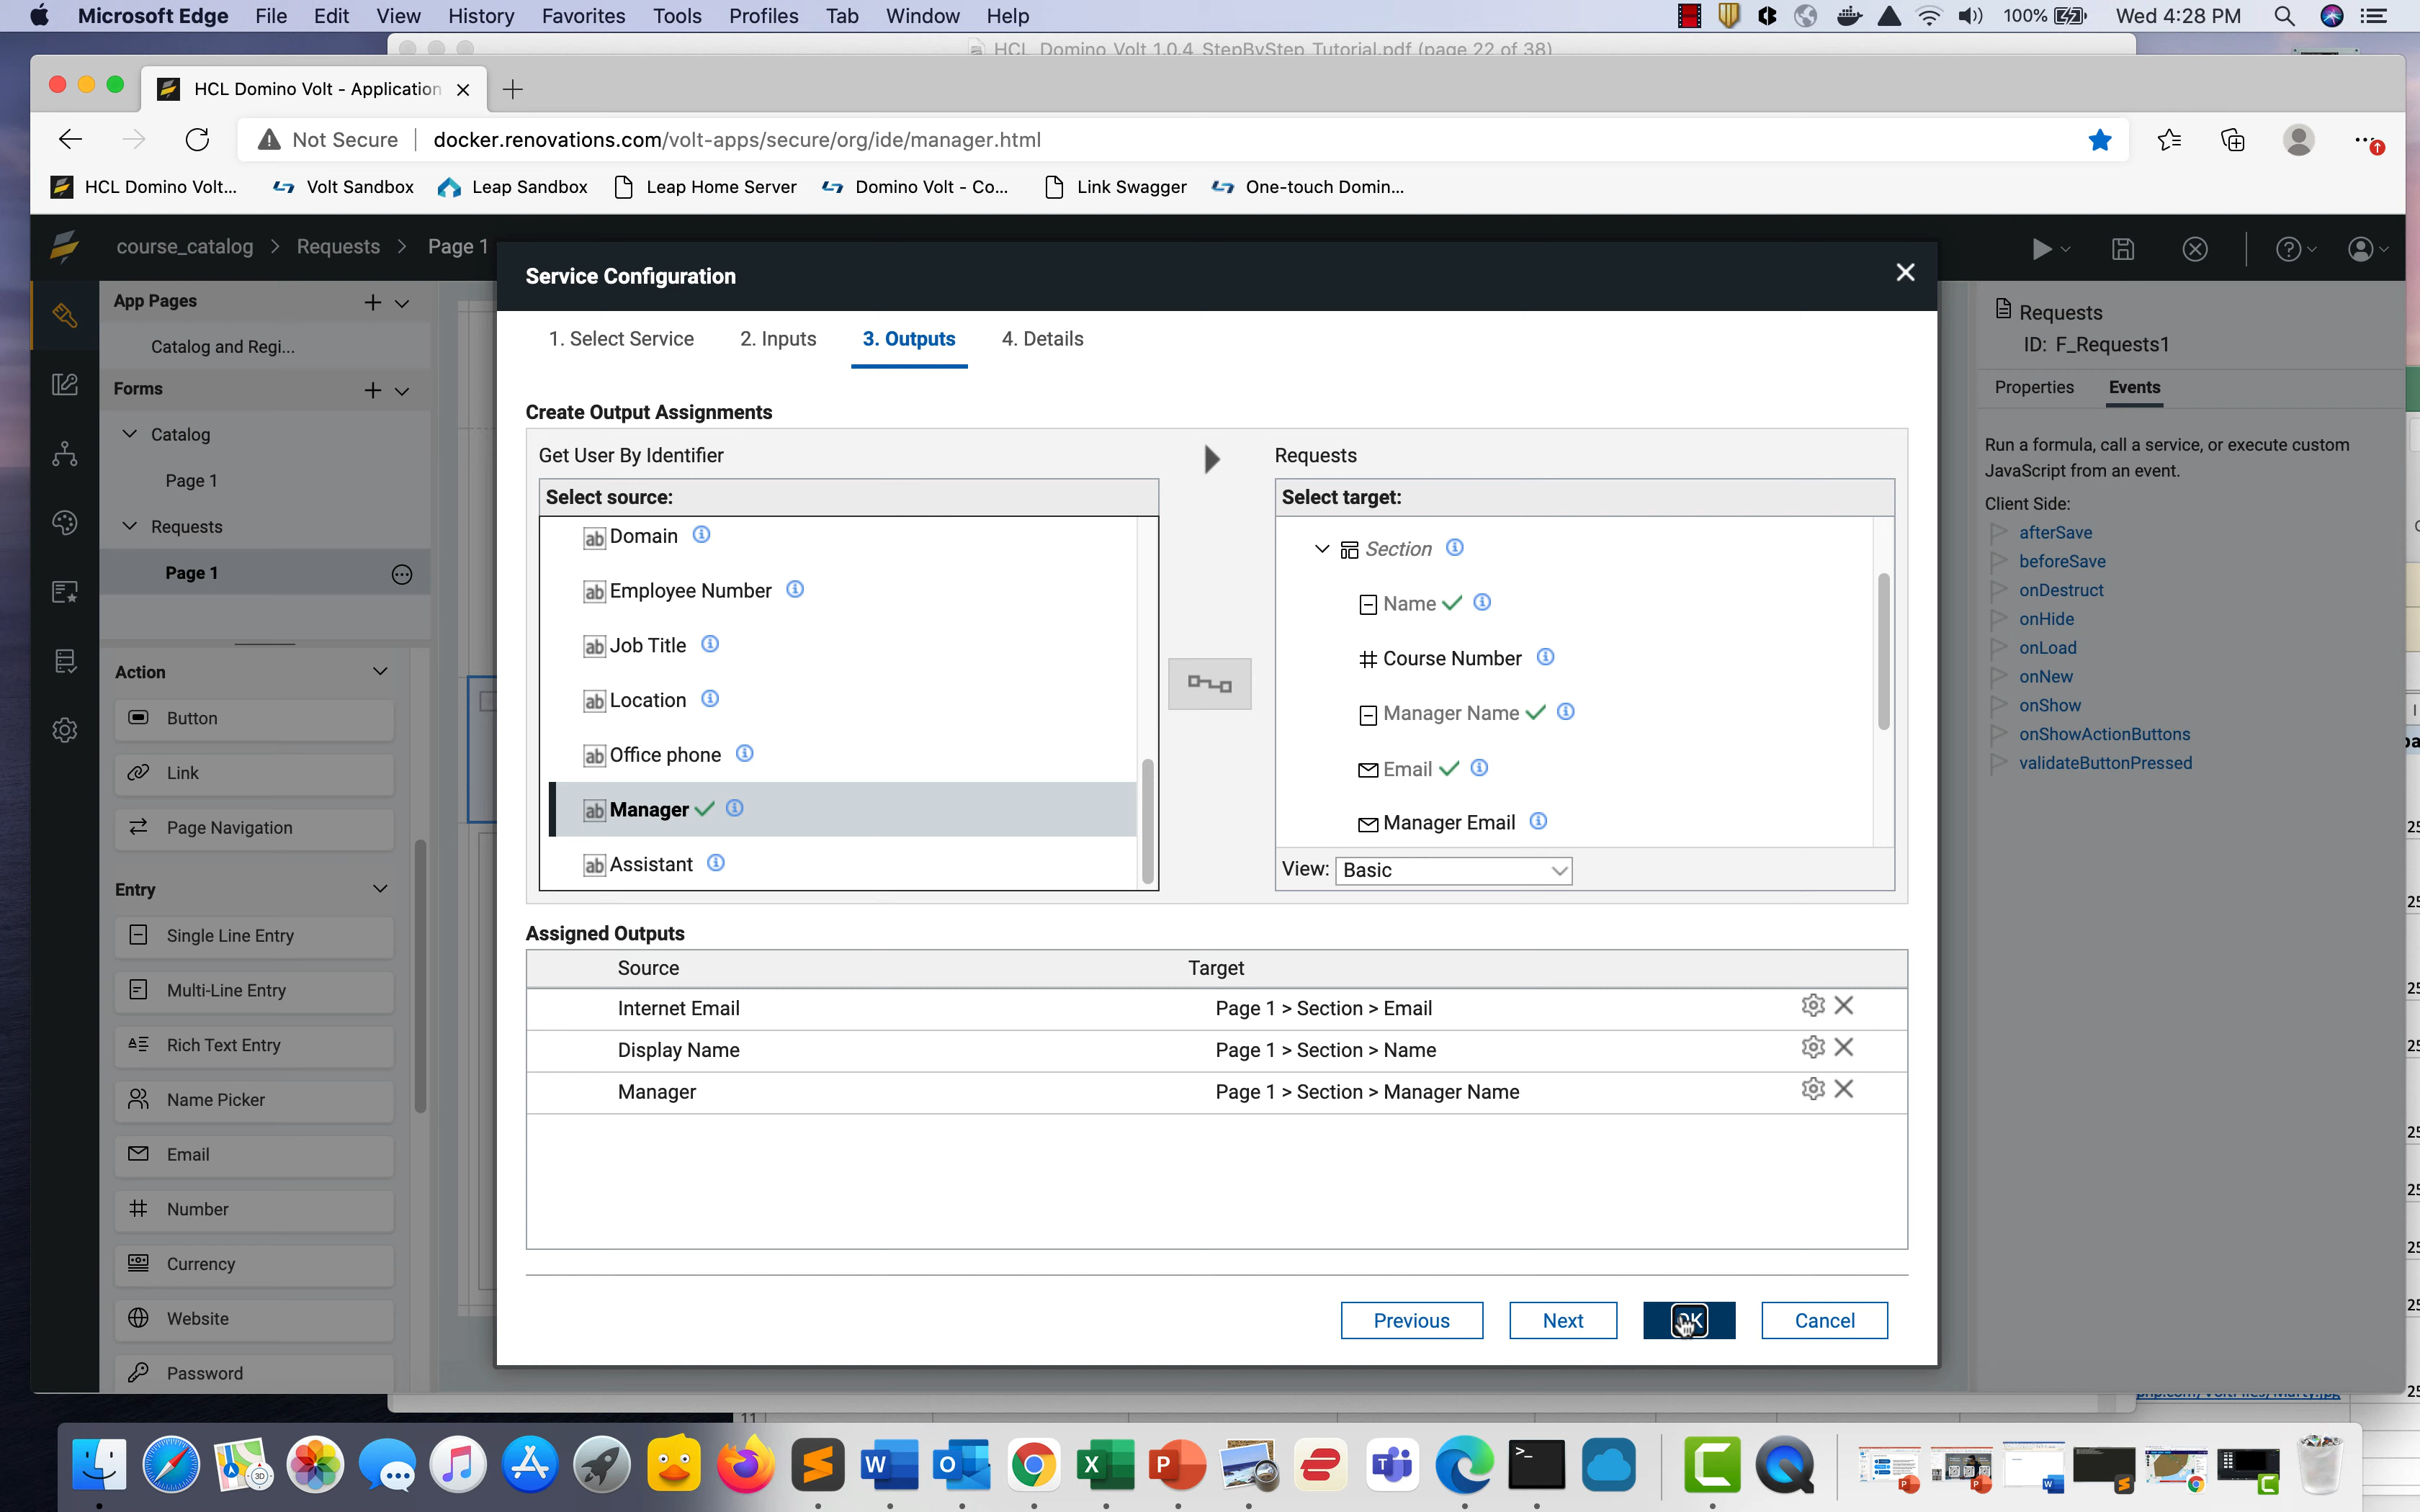 Microsoft Edge File Edit View History Favorites Tools Profiles Tab Window Help 100% Wed 4:28 PM
HCL_Domino_Volt_1.0.4_StepByStep_Tutorial.pdf (page 22 of 38)
HCL Domino Volt - Application
Not Secure docker.renovations.com/volt-apps/secure/org/ide/manager.html
HCL Domino Volt... Volt Sandbox Leap Sandbox Leap Home Server Domino Volt - Co... Link Swagger One-touch Domin...
course_catalog > Requests > Page 1
Service Configuration
1. Select Service 2. Inputs 3. Outputs 4. Details
App Pages
Catalog and Regi...
Forms
Catalog
Page 1
Requests
Page 1
Action
Button
Link
Page Navigation
Entry
Single Line Entry
Multi-Line Entry
Rich Text Entry
Name Picker
Email
Number
Currency
Website
Password
Create Output Assignments
Get User By Identifier
Select source:
Domain
Employee Number
Job Title
Location
Office phone
Manager
Assistant
Requests
Select target:
Section
Name
Course Number
Manager Name
Email
Manager Email
View: Basic
Assigned Outputs
Source Target
Internet Email Page 1 > Section > Email
Display Name Page 1 > Section > Name
Manager Page 1 > Section > Manager Name
Previous Next OK Cancel
Requests
ID: F_Requests1
Properties Events
Run a formula, call a service, or execute custom
JavaScript from an event.
Client Side:
afterSave
beforeSave
onDestruct
onHide
onLoad
onNew
onShow
onShowActionButtons
validateButtonPressed
11